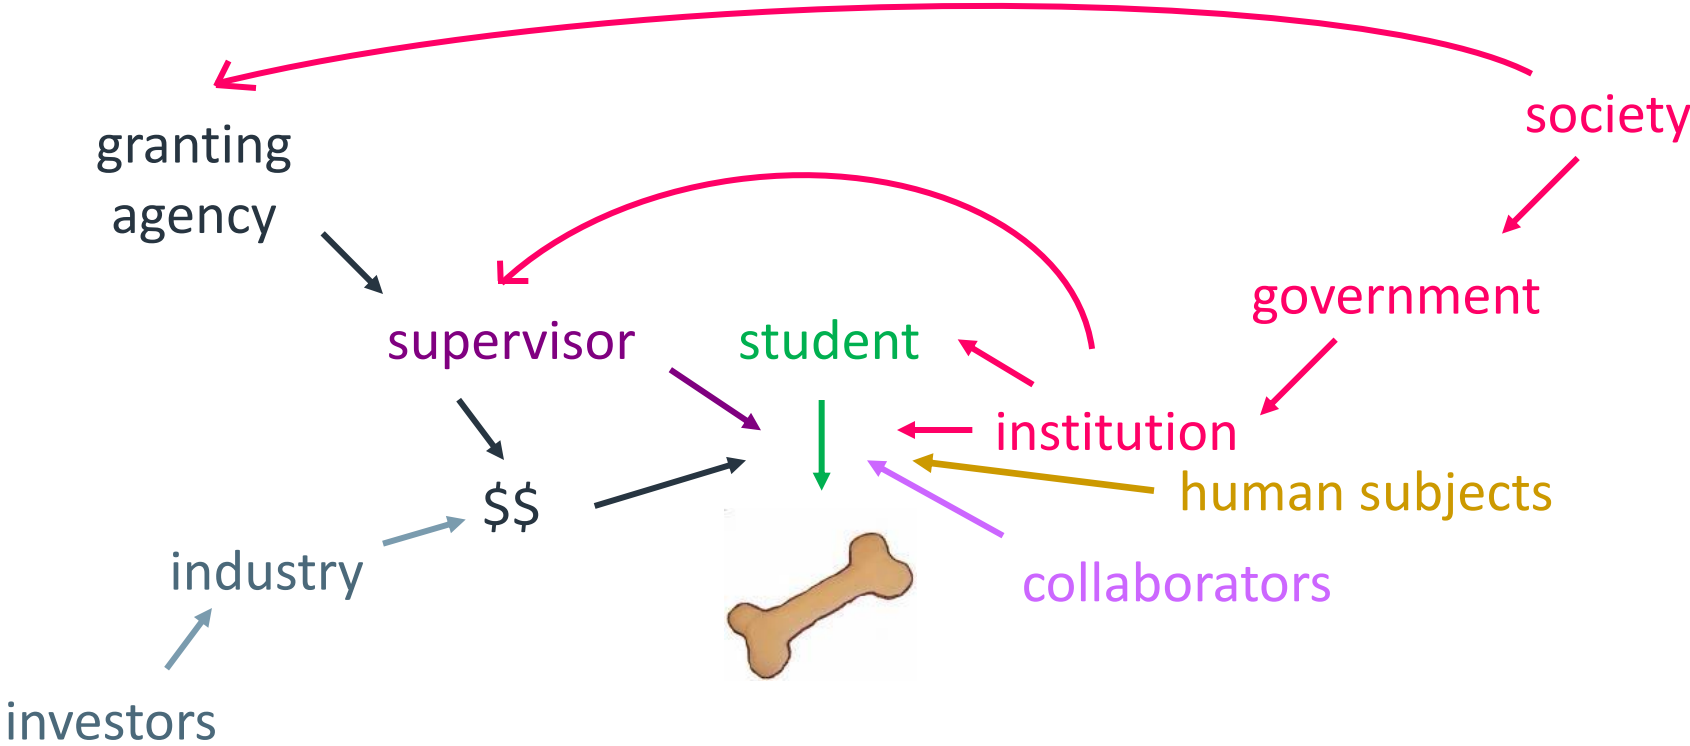 society
granting
agency
government
supervisor
student
institution
human subjects
$$
industry
collaborators
investors